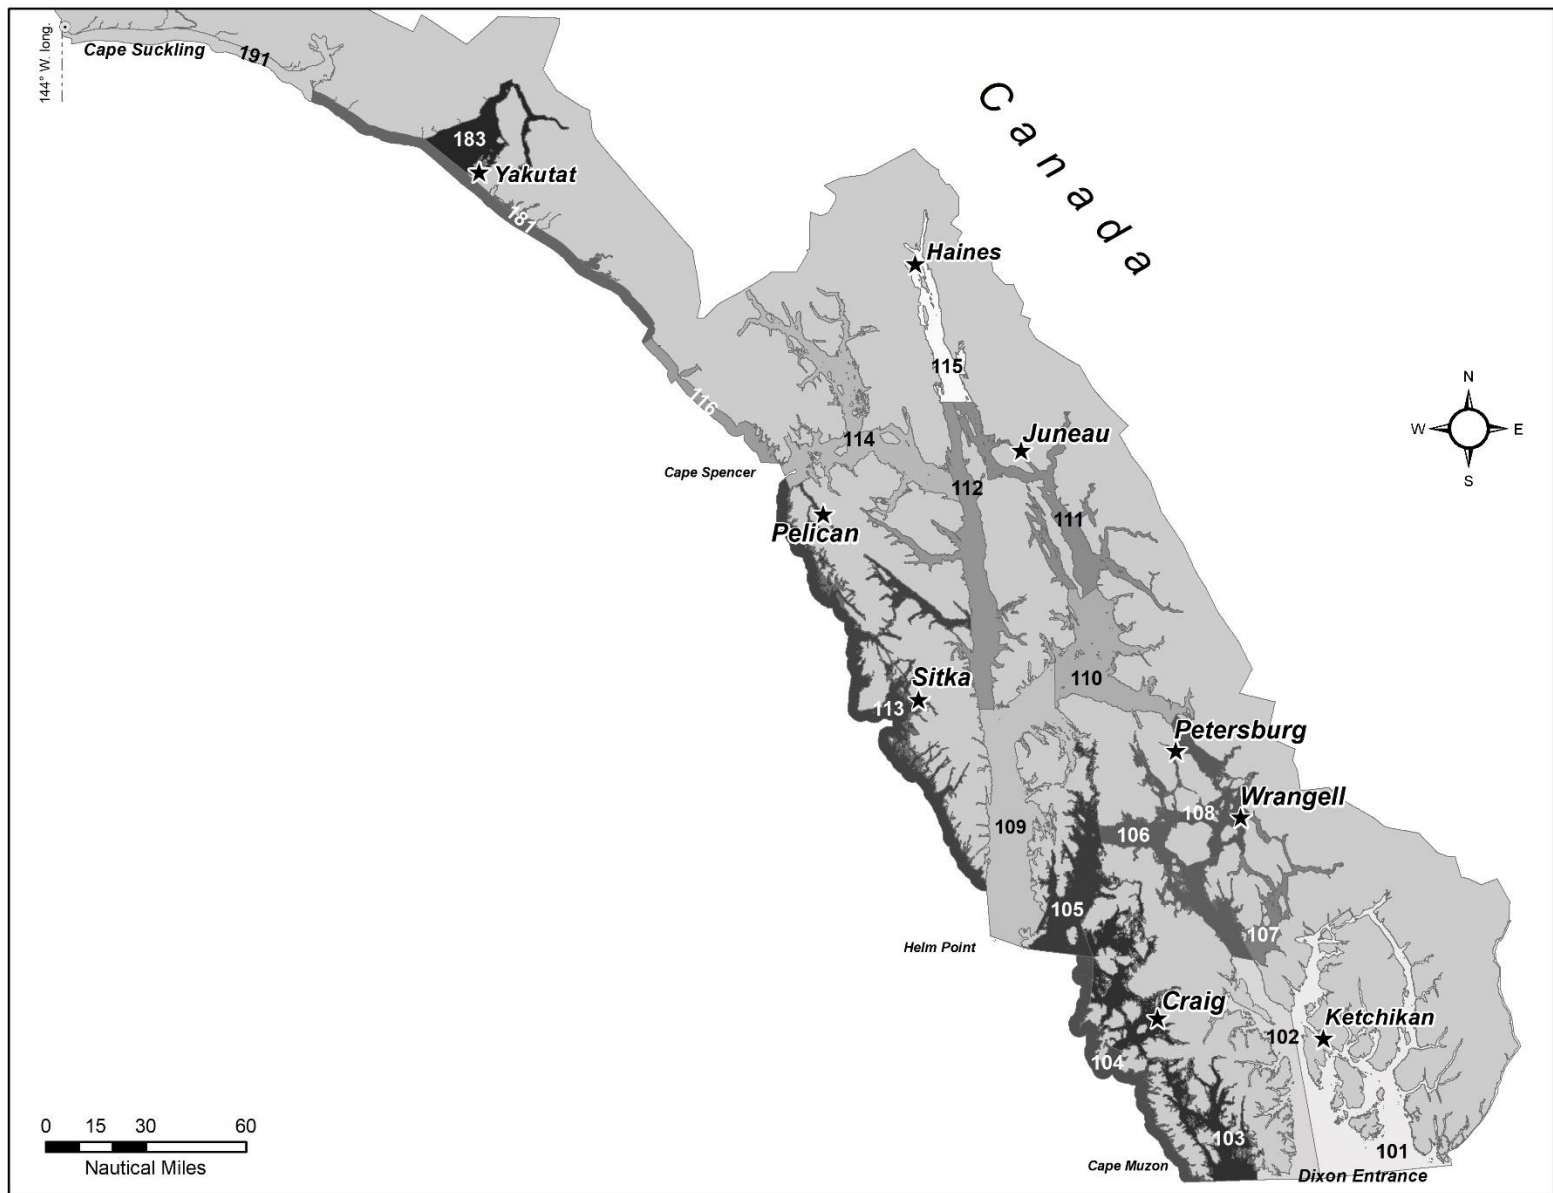 144° W. long.
Cape Suckling
191
183
Yakutat
181
Canada
Haines
115
116
114
Juneau
Cape Spencer
112
111
Pelican
N
W
E
S
110
Sitka
113
Petersburg
Wrangell
108
106
109
105
107
Helm Point
Craig
Ketchikan
102
104
103
101
Cape Muzon
Dixon Entrance
0 15 30 60
Nautical Miles